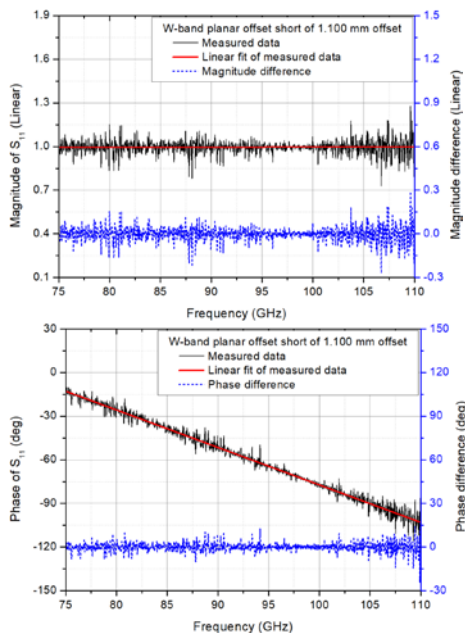 W-band planar offset short of 1.100 mm offset
Measured data
Linear fit of measured data
Magnitude difference
Magnitude of S11 (Linear)
1.9
1.6
1.3
1.0
0.7
0.4
0.1
Magnitude difference (Linear)
1.5
1.2
0.9
0.6
0.3
0.0
-0.3
75 80 85 90 95 100 105 110
Frequency (GHz)
W-band planar offset short of 1.100 mm offset
Measured data
Linear fit of measured data
Phase difference
Phase of S11 (deg)
30
0
-30
-60
-90
-120
-150
Phase difference (deg)
150
120
90
60
30
0
-30
75 80 85 90 95 100 105 110
Frequency (GHz)